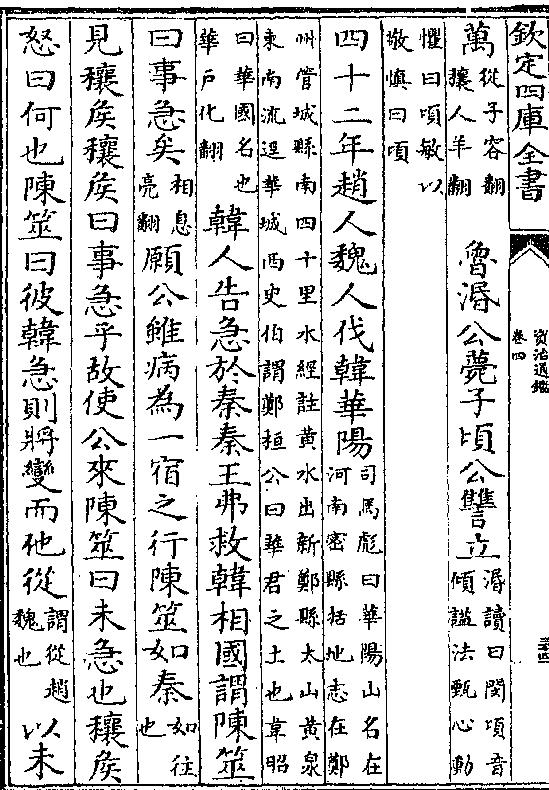 欽定四庫全書
資治通鑑
卷四
萬從子容翻
穰人羊翻
魯湣公薨子頃公讐立湣讀曰閔頃音
傾諡法甄心動
懼曰頃敏以
敬慎曰頃
四十二年趙人魏人伐韓華陽司馬彪曰華陽山名在
河南密縣括地志在鄭
州管城縣南四十里水經註黄水出新鄭縣太山黄泉
東南流逕華城西史伯謂鄭桓公曰華君之土也韋昭
曰華國名也
華戶化翻
韓人告急於秦秦王弗救韓相國謂陳筮
曰事急矣相息
亮翻
願公雖病為一宿之行陳筮如秦如往
也
見穰侯穰侯曰事急乎故使公來陳筮曰未急也穰侯
怒曰何也陳筮曰彼韓急則將變而他從謂從趙
魏也
以未